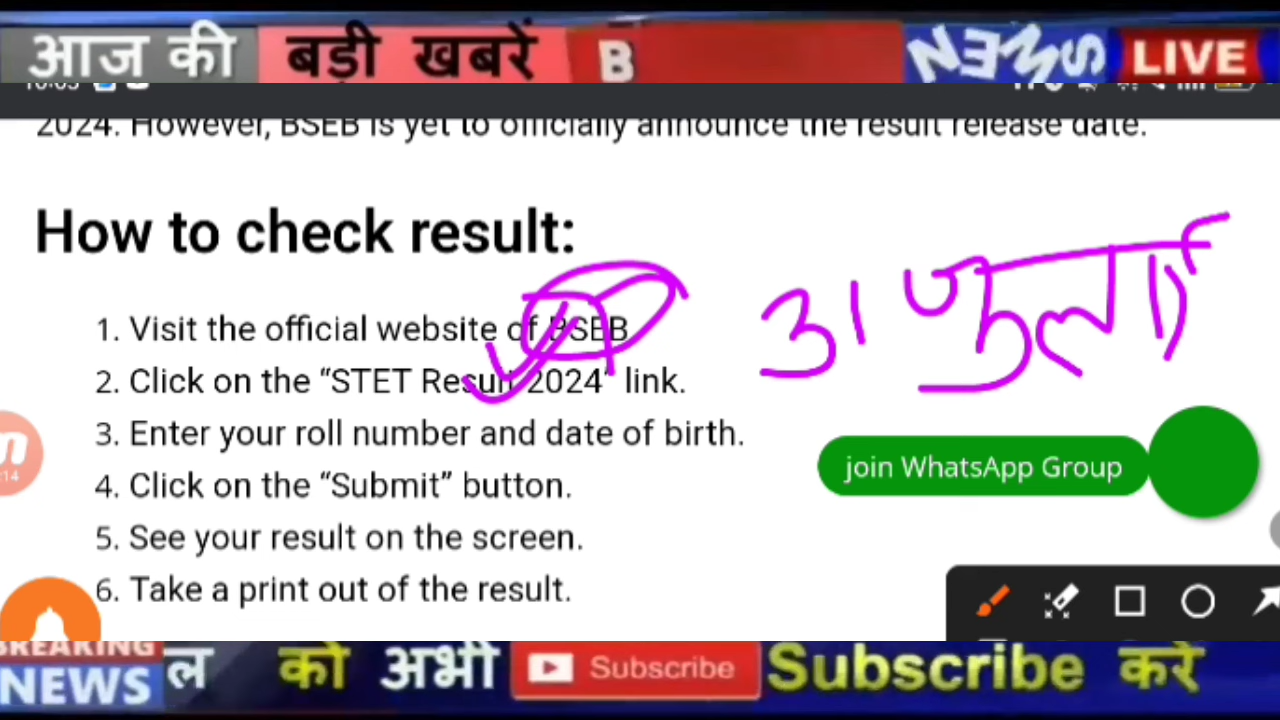 आज की बड़ी खबरें B NEWS LIVE
2024. However, BSEB is yet to officially announce the result release date.
How to check result:
1. Visit the official website of BSEB
2. Click on the “STET Result 2024” link.
3. Enter your roll number and date of birth.
4. Click on the “Submit” button.
5. See your result on the screen.
6. Take a print out of the result.
31 जुलाई
join WhatsApp Group
BREAKING
NEWS
ल को अभी Subscribe Subscribe करें